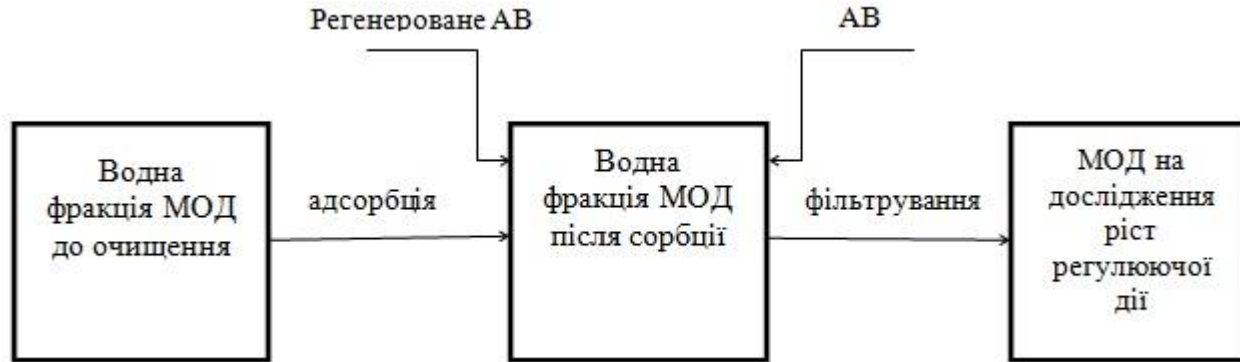 Регенероване АВ
АВ
Водна
фракція МОД
до очищення
адсорбція
Водна
фракція МОД
після сорбції
фільтрування
МОД на
дослідження
ріст
регулюючої
дії